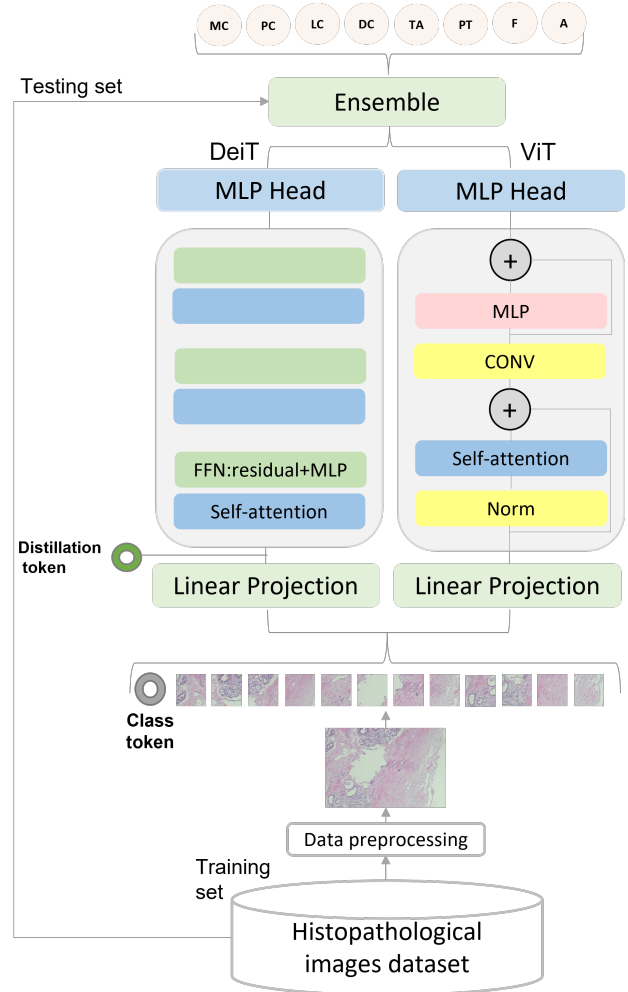 MC PC LC DC TA PT F A
Testing set
Ensemble
DeiT
ViT
MLP Head
MLP Head
+
MLP
CONV
+
Self-attention
FFN:residual+MLP
Norm
Self-attention
Distillation
token
Linear Projection
Linear Projection
Class
token
Data preprocessing
Training
set
Histopathological
images dataset